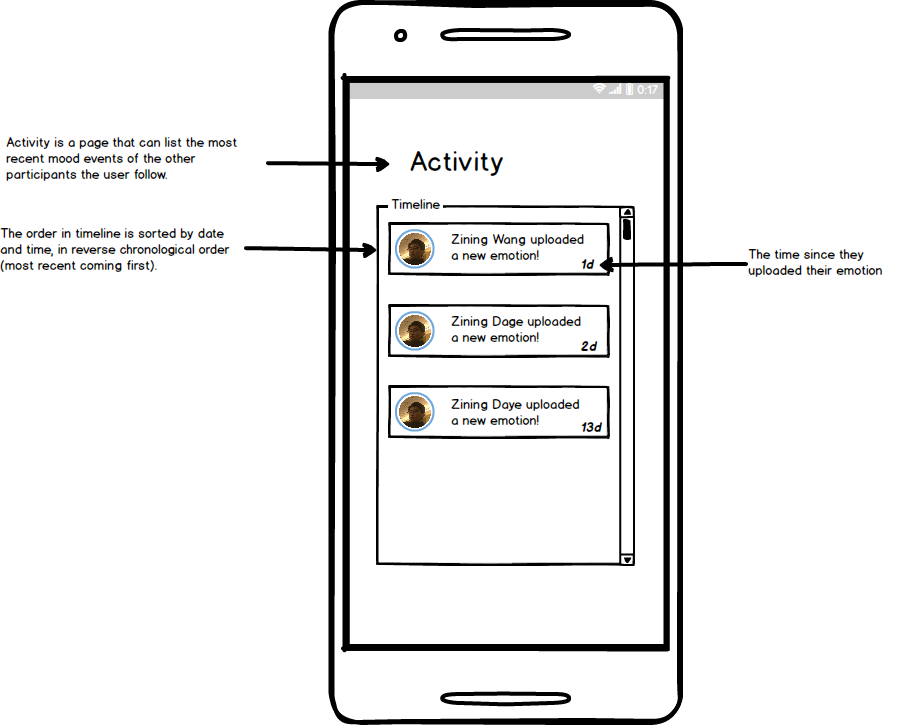 0:17
Activity is a page that can list the most
recent mood events of the other
participants the user follow.
Activity
Timeline
The order in timeline is sorted by date
and time, in reverse chronological order
(most recent coming first).
Zining Wang uploaded
a new emotion!
1d
The time since they
uploaded their emotion
Zining Dage uploaded
a new emotion!
2d
Zining Daye uploaded
a new emotion!
13d